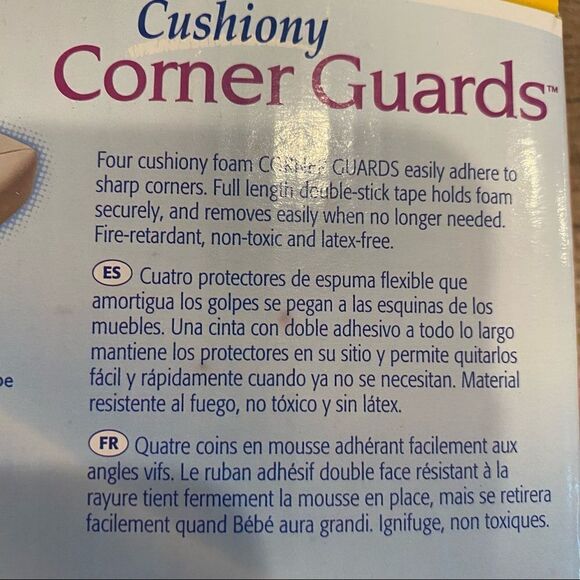 Cushiony
Corner Guards™
Four cushiony foam CORNER GUARDS easily adhere to
sharp corners. Full length double-stick tape holds foam
securely, and removes easily when no longer needed.
Fire-retardant, non-toxic and latex-free.
ES Cuatro protectores de espuma flexible que
amortigua los golpes se pegan a las esquinas de los
muebles. Una cinta con doble adhesivo a todo lo largo
mantiene los protectores en su sitio y permite quitarlos
fácil y rápidamente cuando ya no se necesitan. Material
resistente al fuego, no tóxico y sin látex.
FR Quatre coins en mousse adhérant facilement aux
angles vifs. Le ruban adhésif double face résistant à la
rayure tient fermement la mousse en place, mais se retirera
facilement quand Bébé aura grandi. Ignifuge, non toxiques.